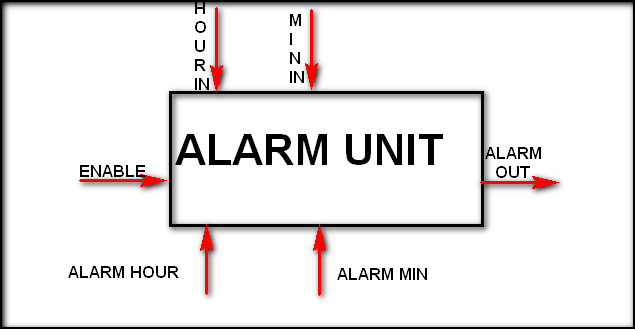 HOUR IN
MIN IN
ALARM UNIT
ENABLE
ALARM
OUT
ALARM HOUR
ALARM MIN